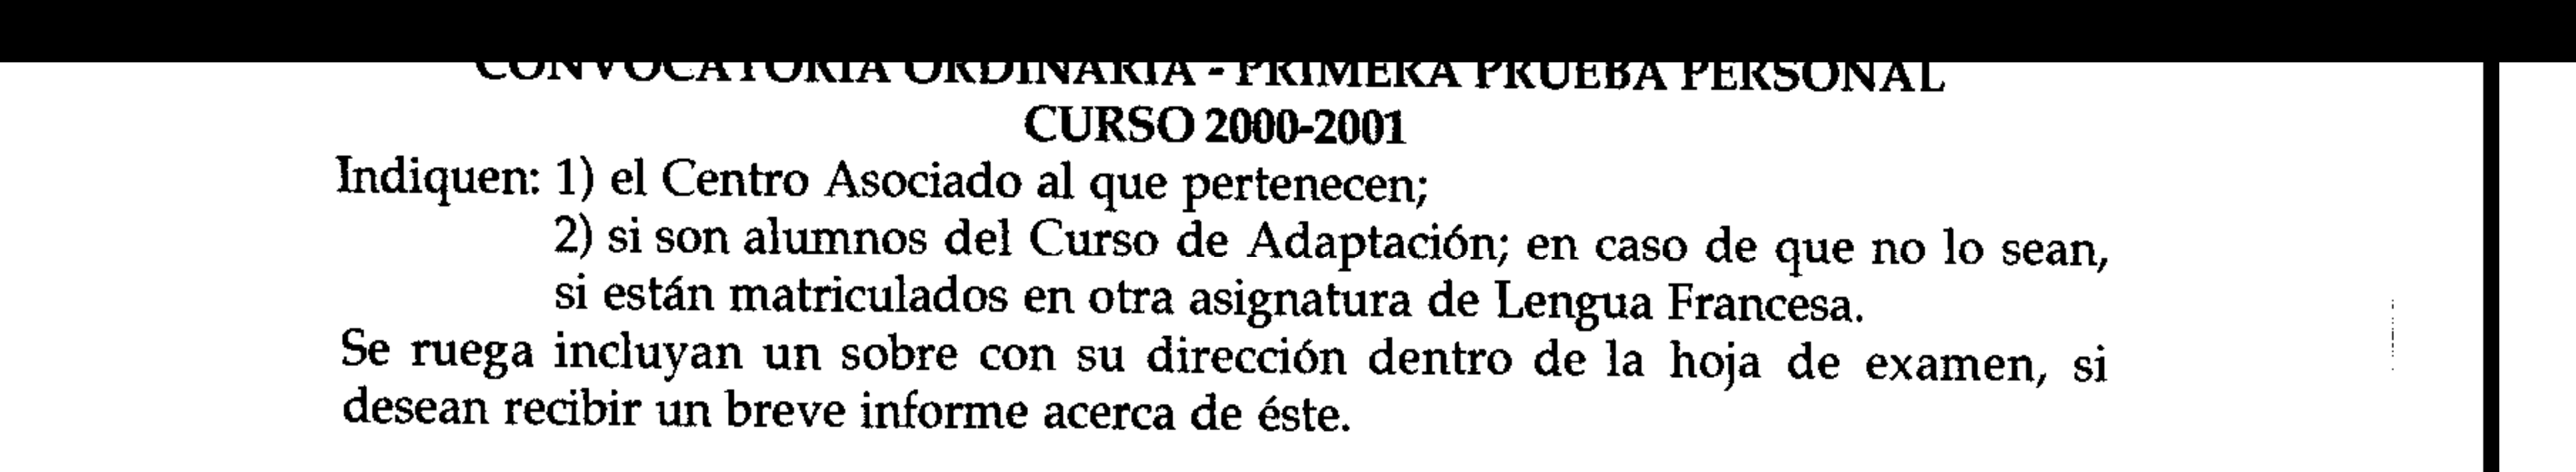 CONVOCATORIA ORDINARIA - PRIMERA PRUEBA PERSONAL
CURSO 2000-2001
Indiquen: 1) el Centro Asociado al que pertenecen;
2) si son alumnos del Curso de Adaptación; en caso de que no lo sean,
si están matriculados en otra asignatura de Lengua Francesa.
Se ruega incluyan un sobre con su dirección dentro de la hoja de examen, si
desean recibir un breve informe acerca de éste.